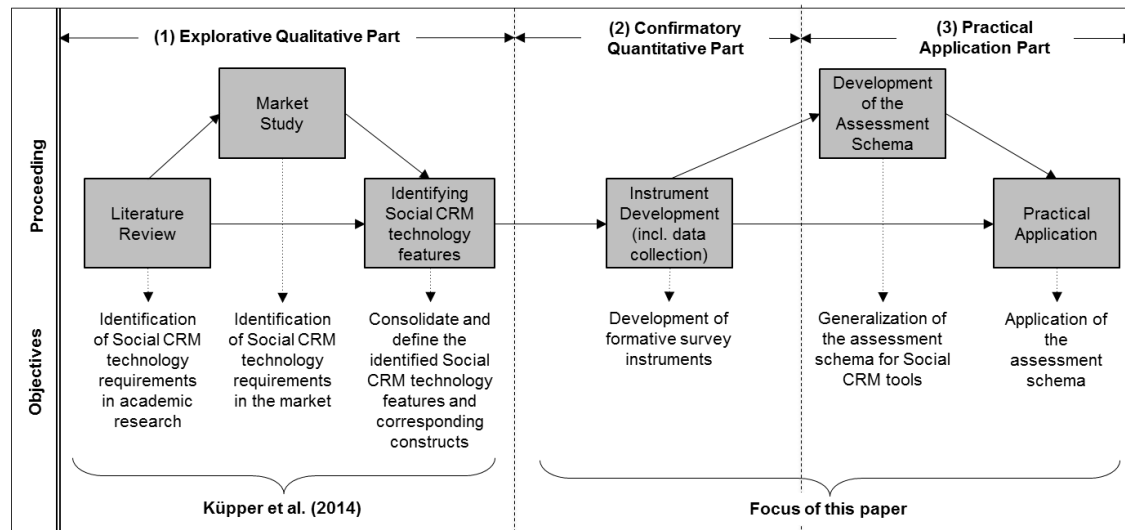 (1) Explorative Qualitative Part
(2) Confirmatory
Quantitative Part
(3) Practical
Application Part
Proceeding
Market
Study
Development
of the
Assessment
Schema
Literature
Review
Identifying
Social CRM
technology
features
Instrument
Development
(incl. data
collection)
Practical
Application
Objectives
Identification
of Social CRM
technology
requirements
in academic
research
Identification
of Social CRM
technology
requirements
in the market
Consolidate and
define the
identified Social
CRM technology
features and
corresponding
constructs
Development of
formative survey
instruments
Generalization of
the assessment
schema for Social
CRM tools
Application of
the
assessment
schema
Küpper et al. (2014)
Focus of this paper